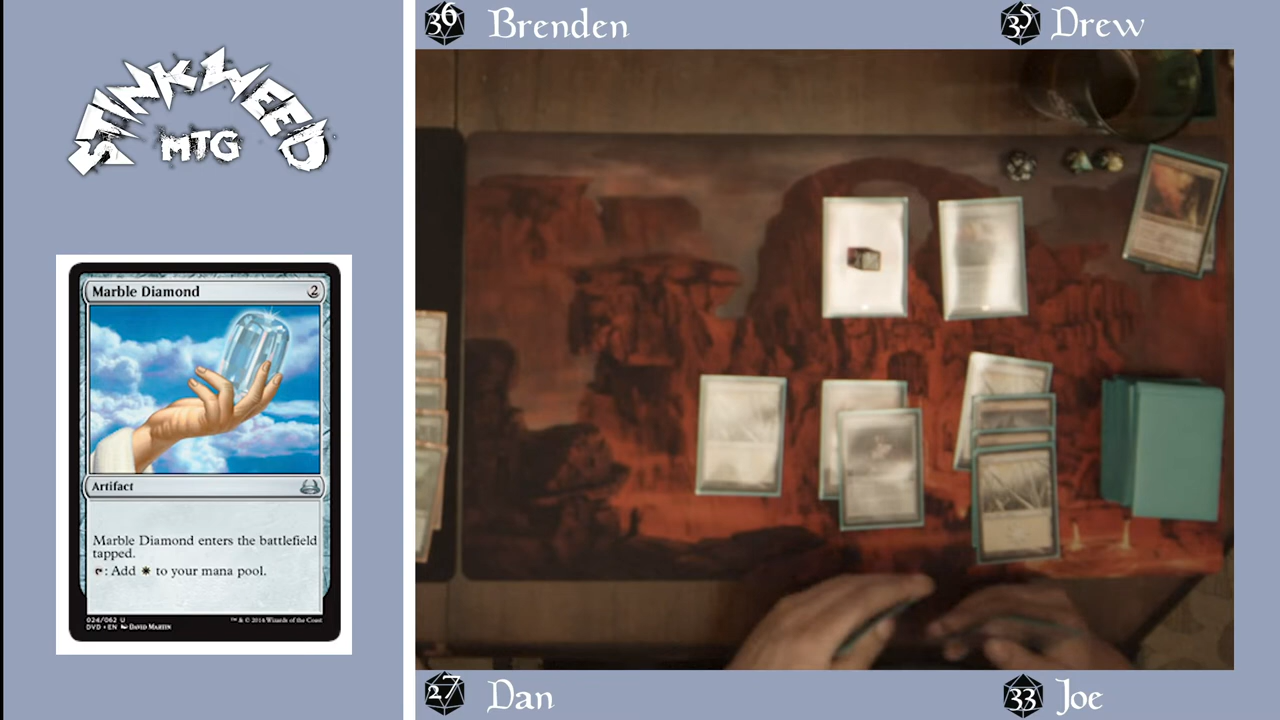 STINKWEED
MTG
36 Brenden
35 Drew
Marble Diamond 2
Artifact
Marble Diamond enters the battlefield
tapped.
: Add to your mana pool.
024/062 U
DVD • EN DAVID MARTIN
™ & © 2014 Wizards of the Coast
27 Dan
33 Joe